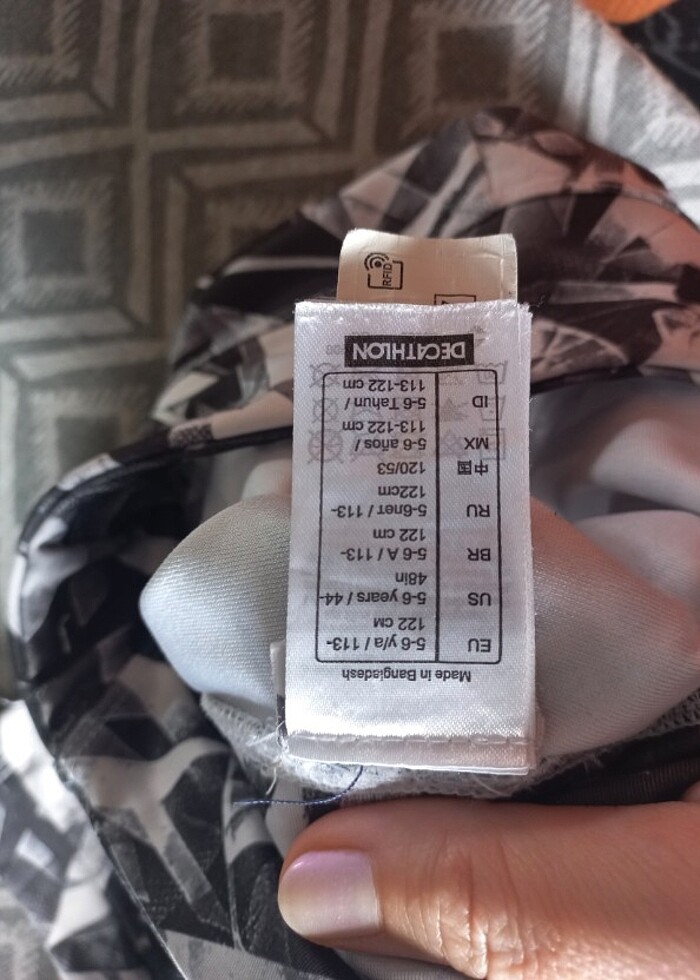 Made in Bangladesh
EU 5-6 y/a / 113-
122 CM
US 5-6 years / 44-
48in
BR 5-6 A / 113-
122 cm
RU 5-6лет / 113-
122cm
中国 120/53
MX 5-6 años /
113-122 cm
ID 5-6 Tahun /
113-122 cm
DECATHLON
RFID